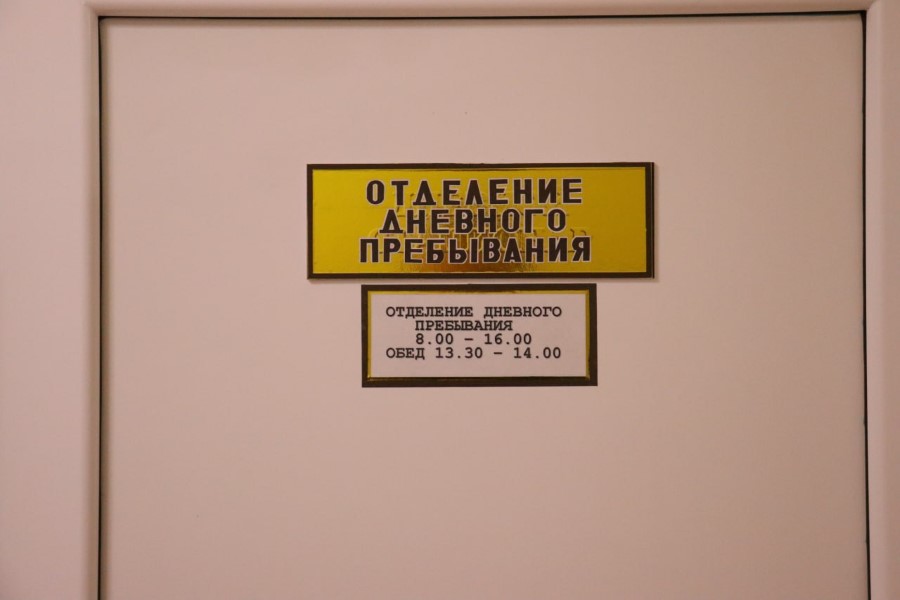 ОТДЕЛЕНИЕ
ДНЕВНОГО
ПРЕБЫВАНИЯ
ОТДЕЛЕНИЕ ДНЕВНОГО
ПРЕБЫВАНИЯ
8.00 - 16.00
ОБЕД 13.30 - 14.00